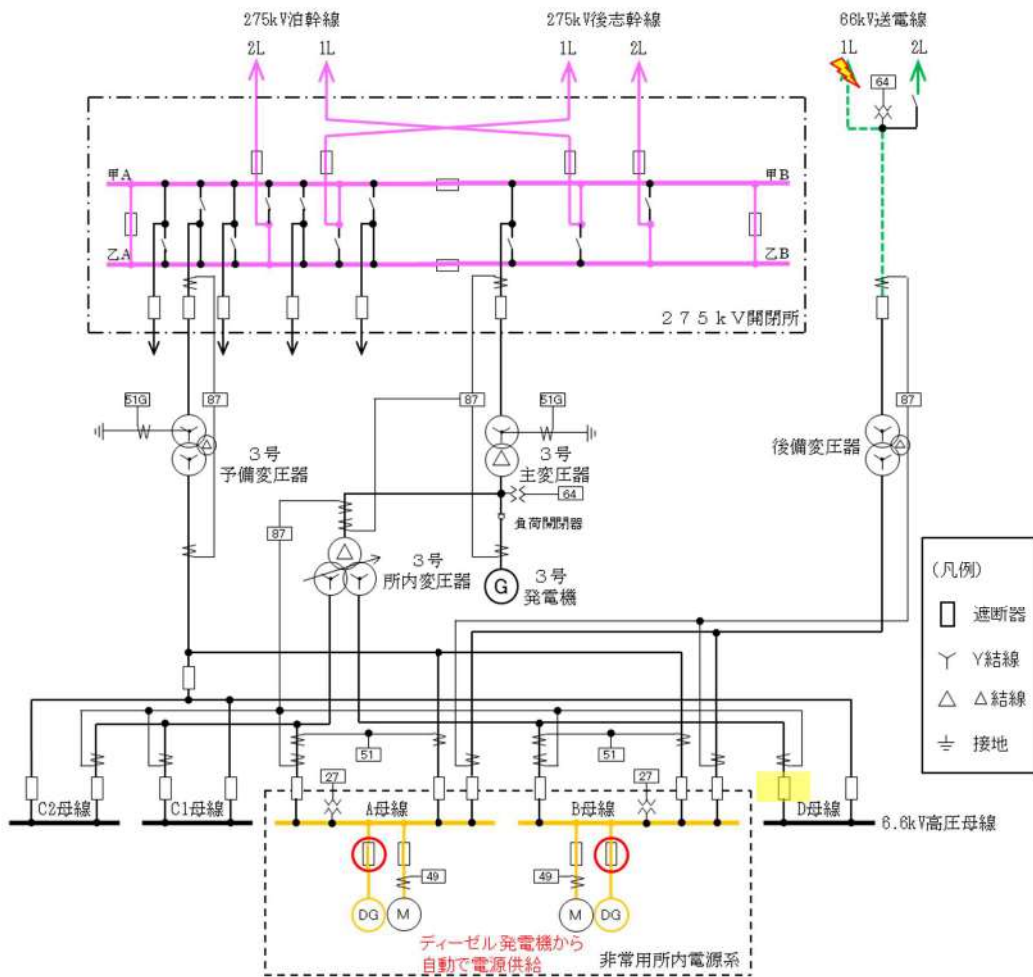 275kV泊幹線
275kV後志幹線
66kV送電線
2L
1L
1L
2L
1L
2L
64
甲A
甲B
乙A
乙B
275kV開閉所
51G
87
87
51G
87
3号
予備変圧器
3号
主変圧器
後備変圧器
64
負荷開閉器
87
3号
所内変圧器
G
3号
発電機
(凡例)
遮断器
Y結線
△結線
接地
51
51
27
27
C2母線
C1母線
A母線
B母線
D母線
6.6kV高圧母線
49
49
DG
M
M
DG
ディーゼル発電機から
自動で電源供給
非常用所内電源系